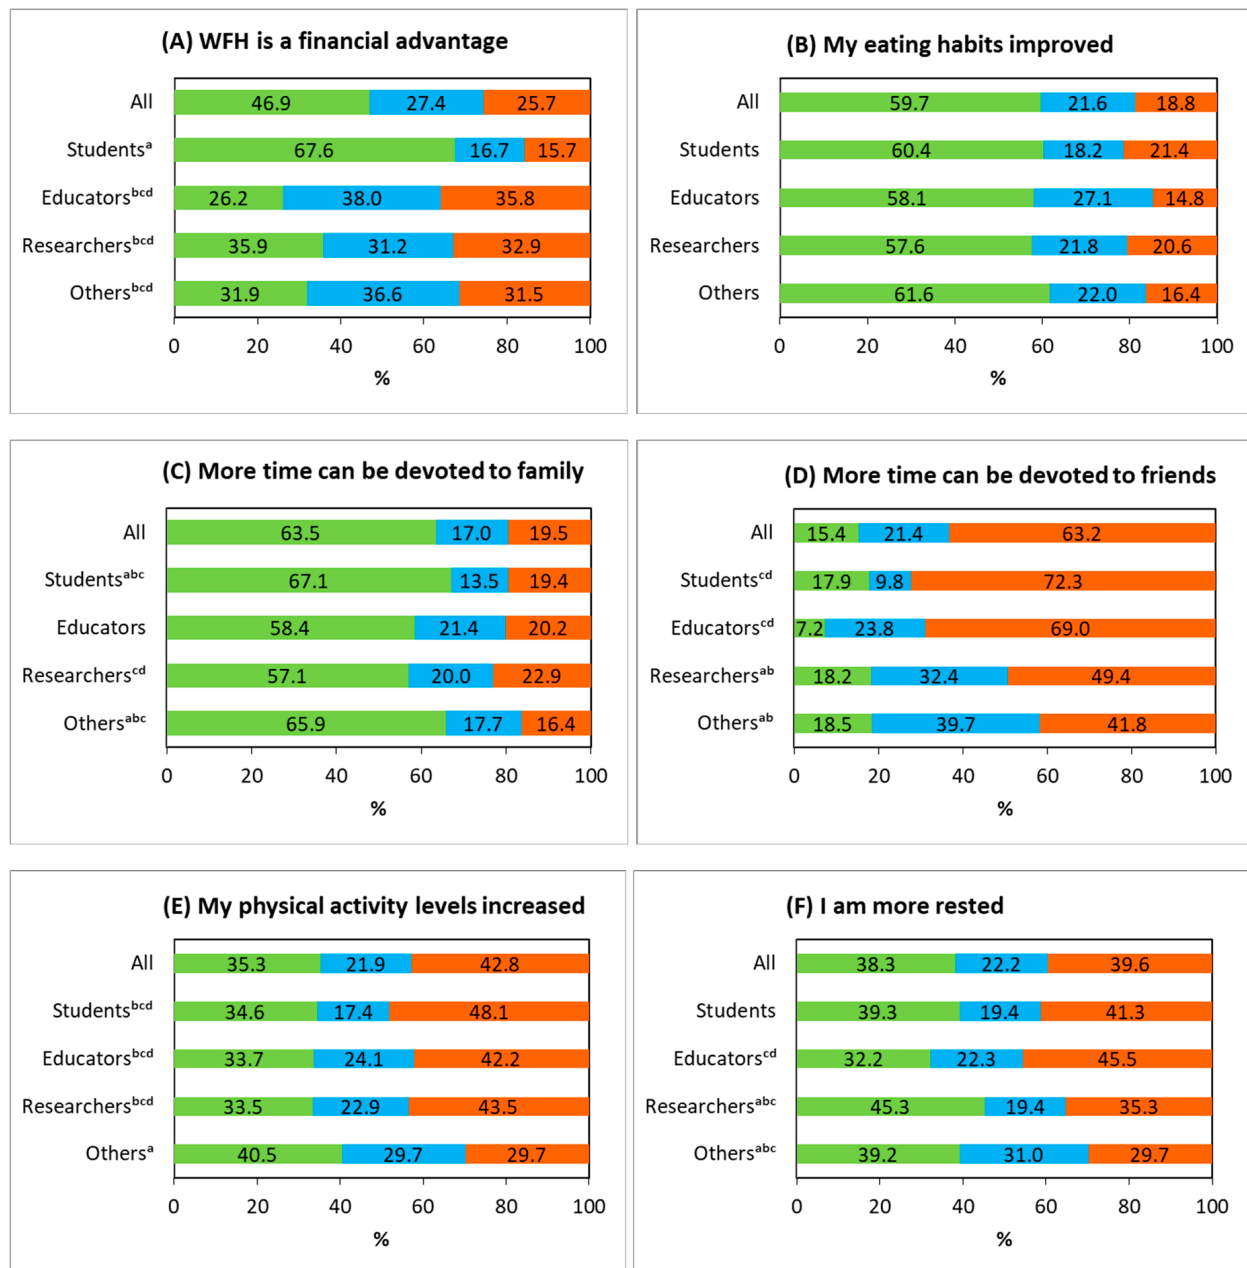 (A) WFH is a financial advantage
All 46.9 27.4 25.7
Studentsᵃ 67.6 16.7 15.7
Educatorsᵇᶜᵈ 26.2 38.0 35.8
Researchersᵇᶜᵈ 35.9 31.2 32.9
Othersᵇᶜᵈ 31.9 36.6 31.5
0 20 40 60 80 100
%
(B) My eating habits improved
All 59.7 21.6 18.8
Students 60.4 18.2 21.4
Educators 58.1 27.1 14.8
Researchers 57.6 21.8 20.6
Others 61.6 22.0 16.4
0 20 40 60 80 100
%
(C) More time can be devoted to family
All 63.5 17.0 19.5
Studentsᵃᵇᶜ 67.1 13.5 19.4
Educators 58.4 21.4 20.2
Researchersᶜᵈ 57.1 20.0 22.9
Othersᵃᵇᶜ 65.9 17.7 16.4
0 20 40 60 80 100
%
(D) More time can be devoted to friends
All 15.4 21.4 63.2
Studentsᶜᵈ 17.9 9.8 72.3
Educatorsᶜᵈ 7.2 23.8 69.0
Researchersᵃᵇ 18.2 32.4 49.4
Othersᵃᵇ 18.5 39.7 41.8
0 20 40 60 80 100
%
(E) My physical activity levels increased
All 35.3 21.9 42.8
Studentsᵇᶜᵈ 34.6 17.4 48.1
Educatorsᵇᶜᵈ 33.7 24.1 42.2
Researchersᵇᶜᵈ 33.5 22.9 43.5
Othersᵃ 40.5 29.7 29.7
0 20 40 60 80 100
%
(F) I am more rested
All 38.3 22.2 39.6
Students 39.3 19.4 41.3
Educatorsᶜᵈ 32.2 22.3 45.5
Researchersᵃᵇᶜ 45.3 19.4 35.3
Othersᵃᵇᶜ 39.2 31.0 29.7
0 20 40 60 80 100
%